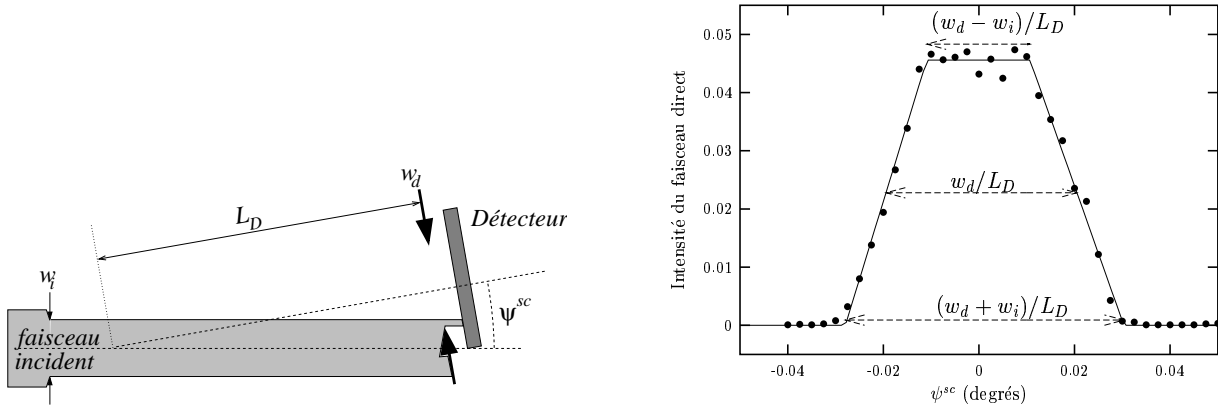 w_i
L_D
w_d
Détecteur
ψ^sc
faisceau
incident
Intensité du faisceau direct
0.05
0.04
0.03
0.02
0.01
0
(w_d − w_i)/L_D
w_d/L_D
(w_d + w_i)/L_D
-0.04
-0.02
0
0.02
0.04
ψ^sc (degrés)